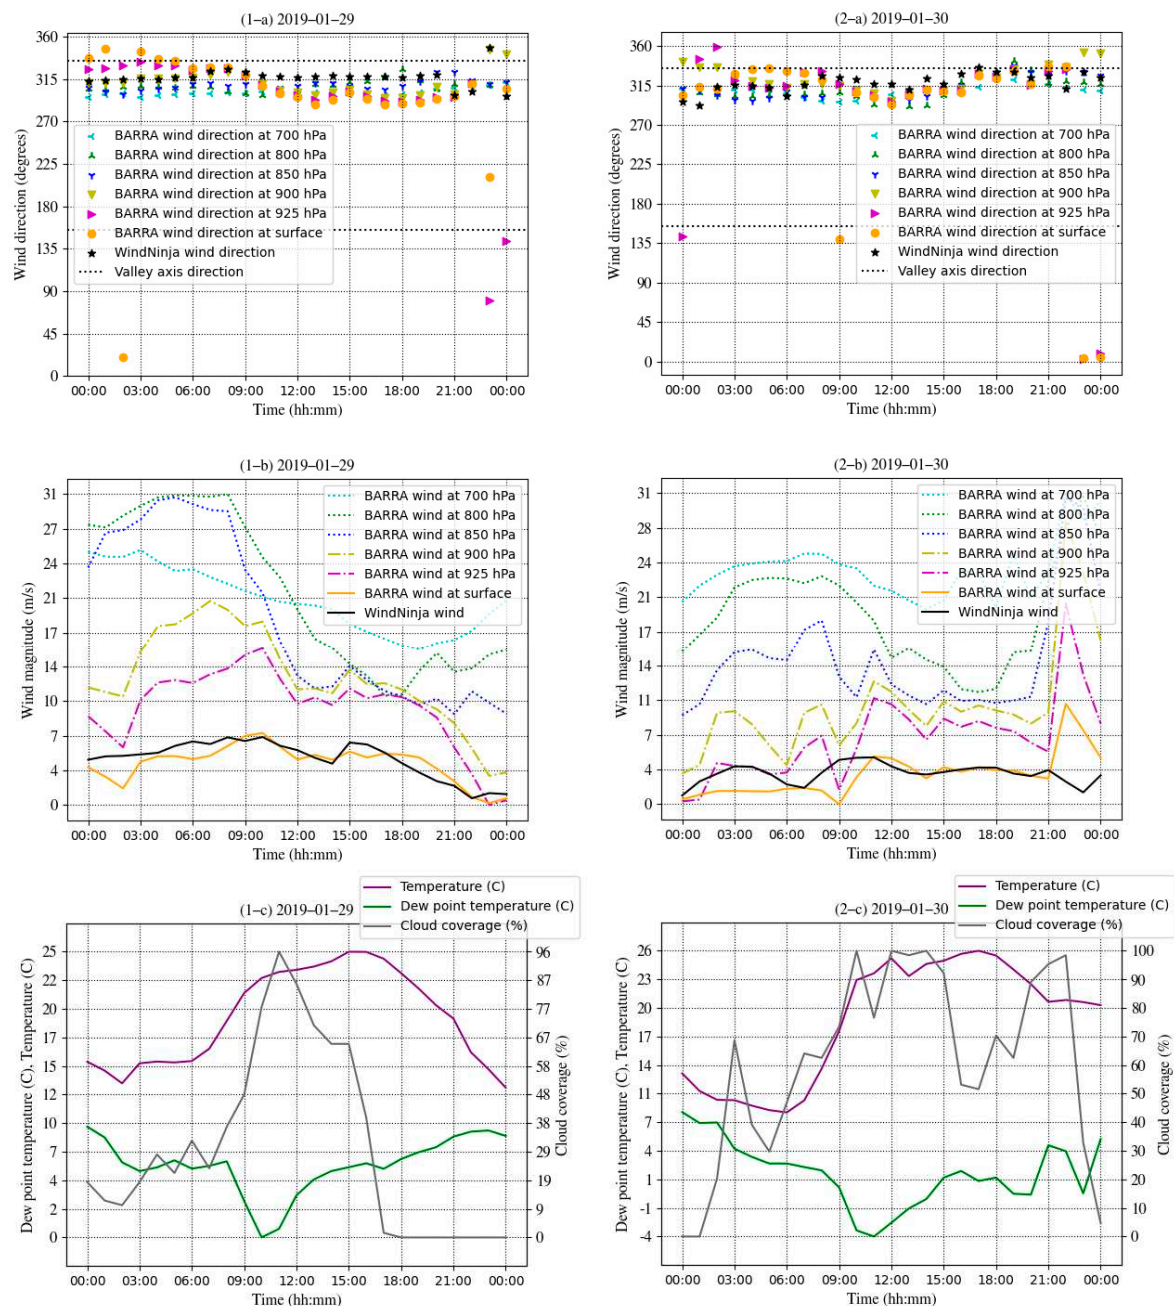 (1–a) 2019–01–29
360
315
270
225
180
135
90
45
0
Wind direction (degrees)
BARRA wind direction at 700 hPa
BARRA wind direction at 800 hPa
BARRA wind direction at 850 hPa
BARRA wind direction at 900 hPa
BARRA wind direction at 925 hPa
BARRA wind direction at surface
WindNinja wind direction
Valley axis direction
00:00 03:00 06:00 09:00 12:00 15:00 18:00 21:00 00:00
Time (hh:mm)
(2–a) 2019–01–30
360
315
270
225
180
135
90
45
0
Wind direction (degrees)
BARRA wind direction at 700 hPa
BARRA wind direction at 800 hPa
BARRA wind direction at 850 hPa
BARRA wind direction at 900 hPa
BARRA wind direction at 925 hPa
BARRA wind direction at surface
WindNinja wind direction
Valley axis direction
00:00 03:00 06:00 09:00 12:00 15:00 18:00 21:00 00:00
Time (hh:mm)
(1–b) 2019–01–29
31
27
24
21
17
14
10
7
4
0
Wind magnitude (m/s)
BARRA wind at 700 hPa
BARRA wind at 800 hPa
BARRA wind at 850 hPa
BARRA wind at 900 hPa
BARRA wind at 925 hPa
BARRA wind at surface
WindNinja wind
00:00 03:00 06:00 09:00 12:00 15:00 18:00 21:00 00:00
Time (hh:mm)
(2–b) 2019–01–30
31
28
24
21
17
14
11
7
4
0
Wind magnitude (m/s)
BARRA wind at 700 hPa
BARRA wind at 800 hPa
BARRA wind at 850 hPa
BARRA wind at 900 hPa
BARRA wind at 925 hPa
BARRA wind at surface
WindNinja wind
00:00 03:00 06:00 09:00 12:00 15:00 18:00 21:00 00:00
Time (hh:mm)
(1–c) 2019–01–29
Temperature (C)
Dew point temperature (C)
Cloud coverage (%)
25
22
20
17
14
12
10
7
4
2
0
Dew point temperature (C), Temperature (C)
96
87
77
67
58
48
38
29
19
9
0
Cloud coverage (%)
00:00 03:00 06:00 09:00 12:00 15:00 18:00 21:00 00:00
Time (hh:mm)
(2–c) 2019–01–30
Temperature (C)
Dew point temperature (C)
Cloud coverage (%)
26
23
20
17
14
11
7
4
1
-1
-4
Dew point temperature (C), Temperature (C)
100
90
80
70
60
50
40
30
20
10
0
Cloud coverage (%)
00:00 03:00 06:00 09:00 12:00 15:00 18:00 21:00 00:00
Time (hh:mm)